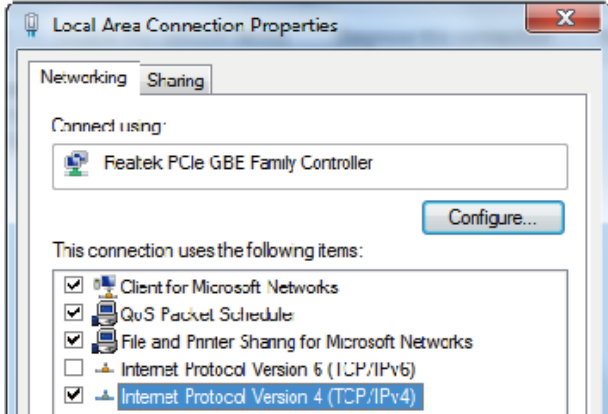 Local Area Connection Properties
Networking
Sharing
Connect using:
Realtek PCIe GBE Family Controller
Configure...
This connection uses the following items:
Client for Microsoft Networks
QoS Packet Scheduler
File and Printer Sharing for Microsoft Networks
Internet Protocol Version 6 (TCP/IPv6)
Internet Protocol Version 4 (TCP/IPv4)